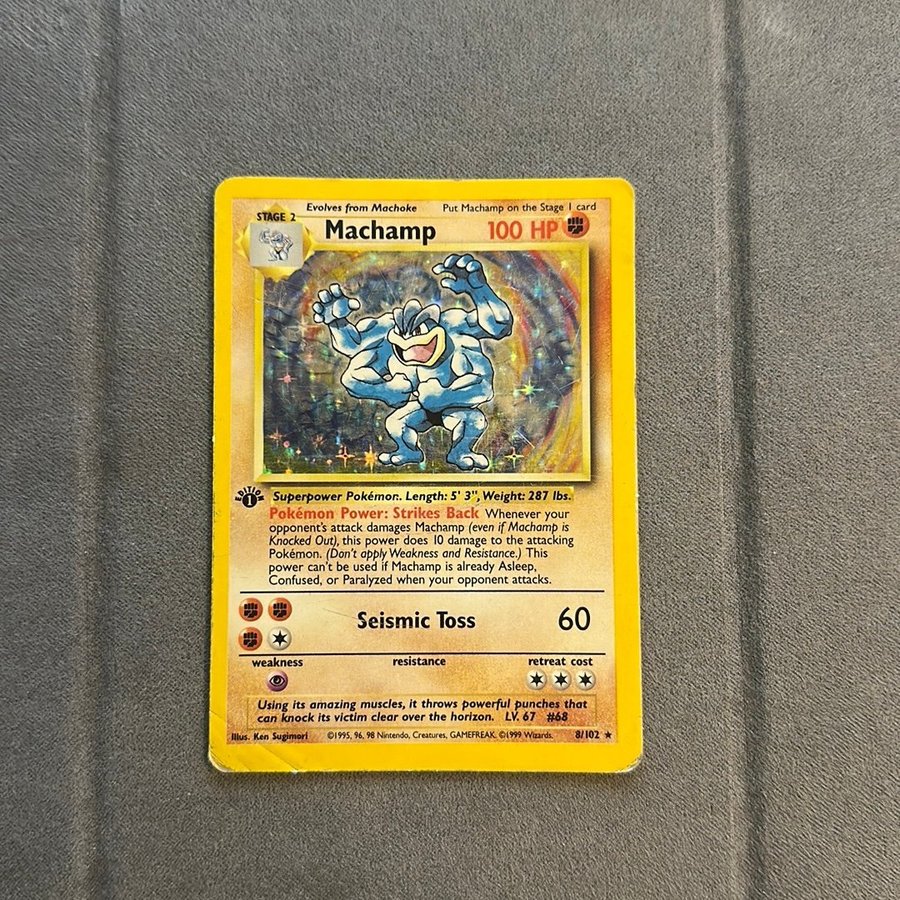 Evolves from Machoke Put Machamp on the Stage 1 card
STAGE 2
Machamp 100 HP
EDITION
1
Superpower Pokémon. Length: 5' 3", Weight: 287 lbs.
Pokémon Power: Strikes Back Whenever your
opponent's attack damages Machamp (even if Machamp is
Knocked Out), this power does 10 damage to the attacking
Pokémon. (Don't apply Weakness and Resistance.) This
power can't be used if Machamp is already Asleep,
Confused, or Paralyzed when your opponent attacks.
Seismic Toss 60
weakness resistance retreat cost
Using its amazing muscles, it throws powerful punches that
can knock its victim clear over the horizon. LV. 67 #68
Illus. Ken Sugimori ©1995, 96, 98 Nintendo, Creatures, GAMEFREAK. ©1999 Wizards. 8/102 ★